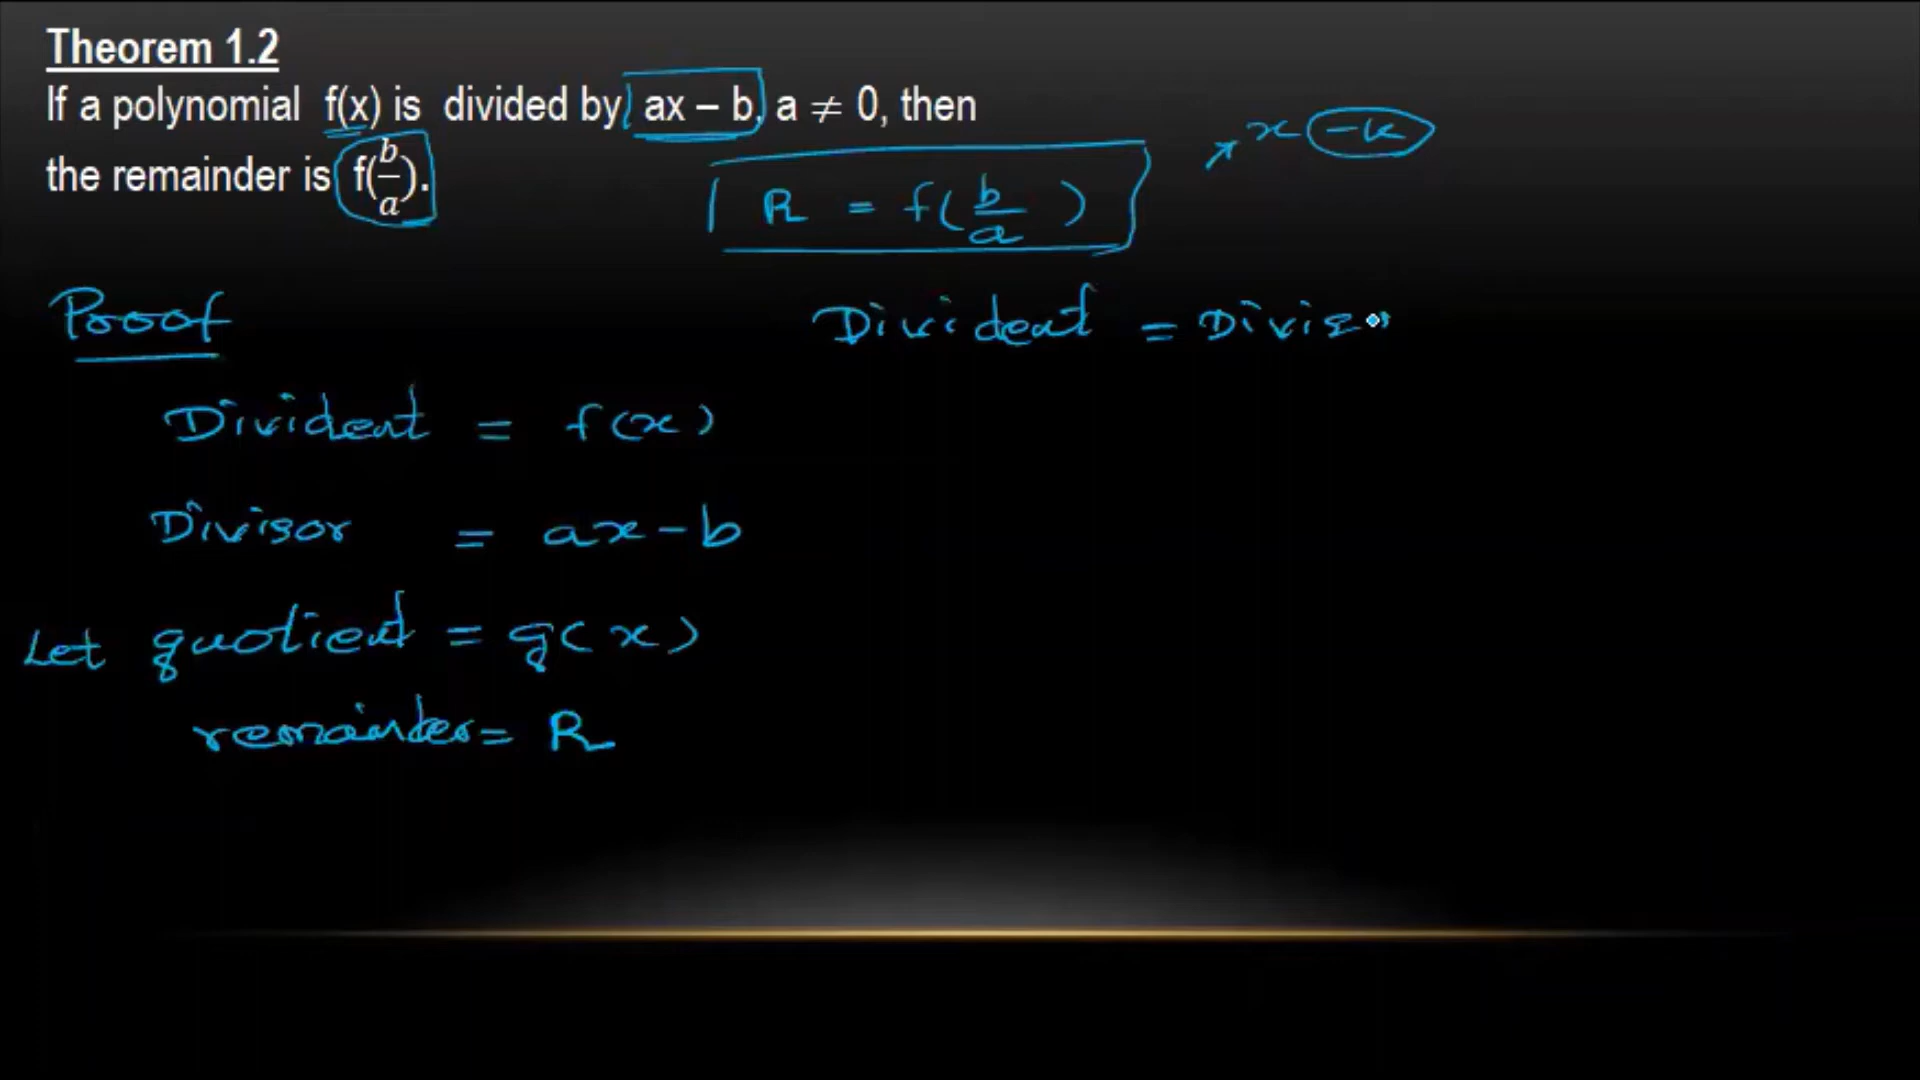 Theorem 1.2
If a polynomial f(x) is divided by ax – b, a ≠ 0, then
the remainder is f(b/a).
x - k
R = f(b/a)
Proof
Divident = Divisor
Divident = f(x)
Divisor = ax - b
Let quotient = q(x)
remainder = R